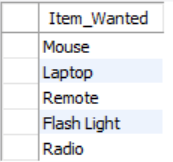 Item_Wanted
Mouse
Laptop
Remote
Flash Light
Radio